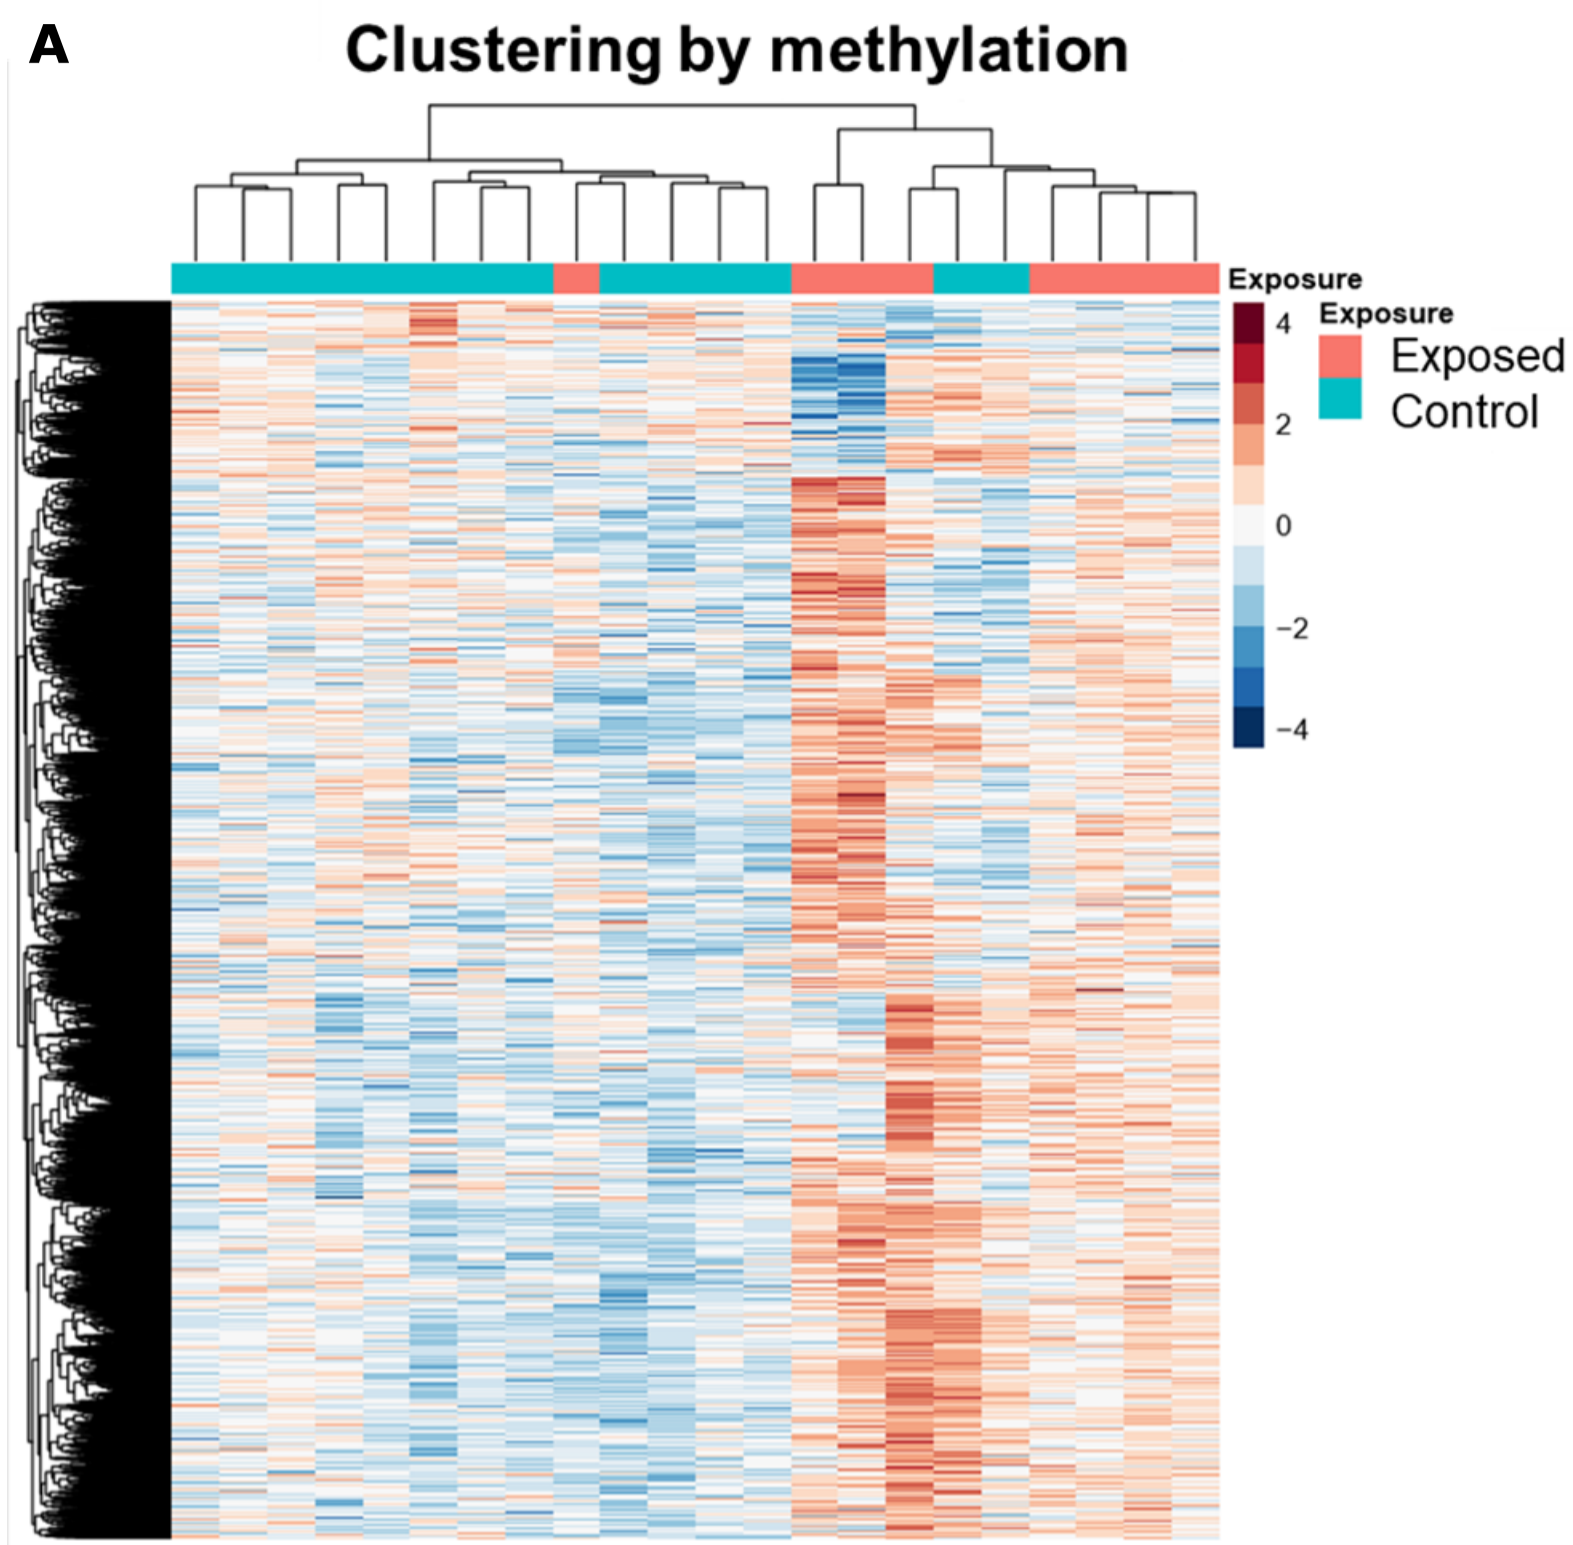 A
Clustering by methylation
Exposure
4
2
0
−2
−4
Exposure
Exposed
Control